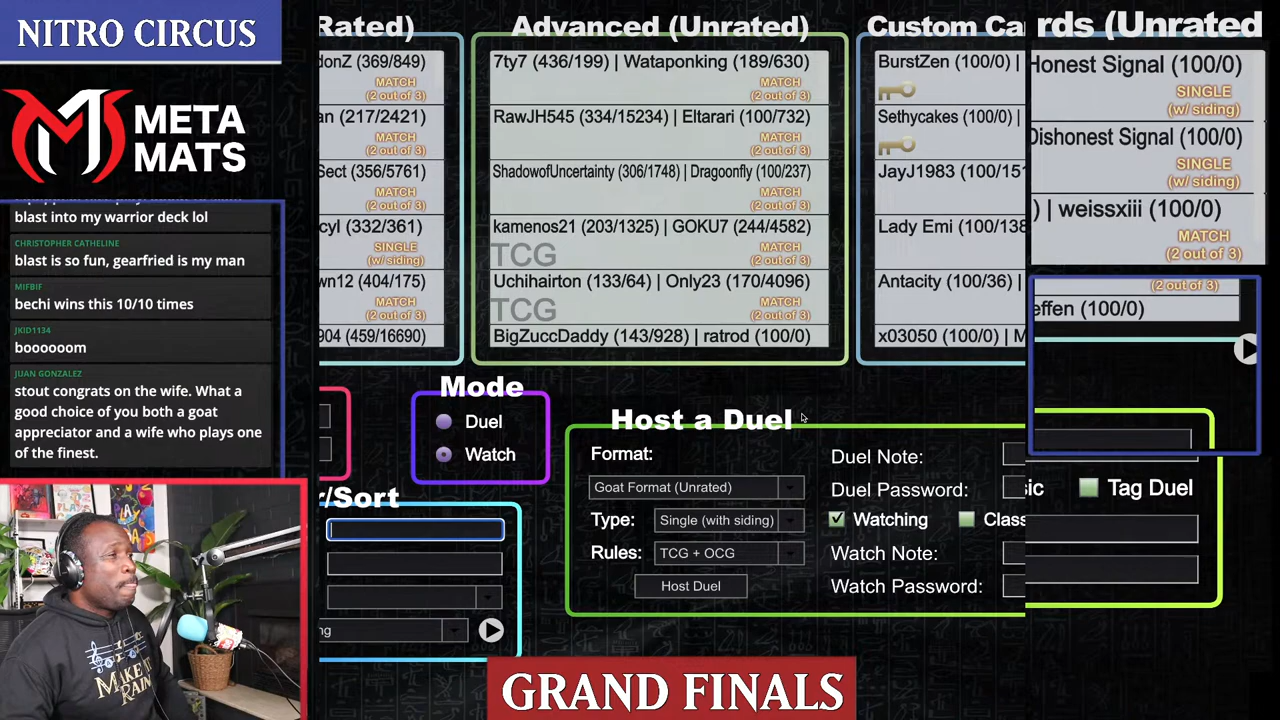 NITRO CIRCUS
META
MATS
blast into my warrior deck lol
CHRISTOPHER CATHELINE
blast is so fun, gearfried is my man
MIFBIF
bechi wins this 10/10 times
JKID1134
boooooom
JUAN GONZALEZ
stout congrats on the wife. What a
good choice of you both a goat
appreciator and a wife who plays one
of the finest.
Rated)
donZ (369/849)
MATCH
(2 out of 3)
an (217/2421)
MATCH
(2 out of 3)
Sect (356/5761)
MATCH
(2 out of 3)
cyl (332/361)
SINGLE
(w/ siding)
wn12 (404/175)
MATCH
(2 out of 3)
904 (459/16690)
Advanced (Unrated)
7ty7 (436/199) | Wataponking (189/630)
MATCH
(2 out of 3)
RawJH545 (334/15234) | Eltarari (100/732)
MATCH
(2 out of 3)
ShadowofUncertainty (306/1748) | Dragoonfly (100/237)
MATCH
(2 out of 3)
kamenos21 (203/1325) | GOKU7 (244/4582)
TCG
MATCH
(2 out of 3)
Uchihairton (133/64) | Only23 (170/4096)
TCG
MATCH
(2 out of 3)
BigZuccDaddy (143/928) | ratrod (100/0)
Custom Ca
BurstZen (100/0) |
Sethycakes (100/0) |
JayJ1983 (100/151
Lady Emi (100/138
Antacity (100/36) |
x03050 (100/0) | M
rds (Unrated
Honest Signal (100/0)
SINGLE
(w/ siding)
Dishonest Signal (100/0)
SINGLE
(w/ siding)
) | weissxiii (100/0)
MATCH
(2 out of 3)
(2 out of 3)
effen (100/0)
Mode
Duel
Watch
r/Sort
ng
Host a Duel
Format:
Goat Format (Unrated)
Type:
Single (with siding)
Rules:
TCG + OCG
Host Duel
Duel Note:
Duel Password:
Watching
Class
Watch Note:
Watch Password:
sic
Tag Duel
MAKE IT
RAIN
GRAND FINALS